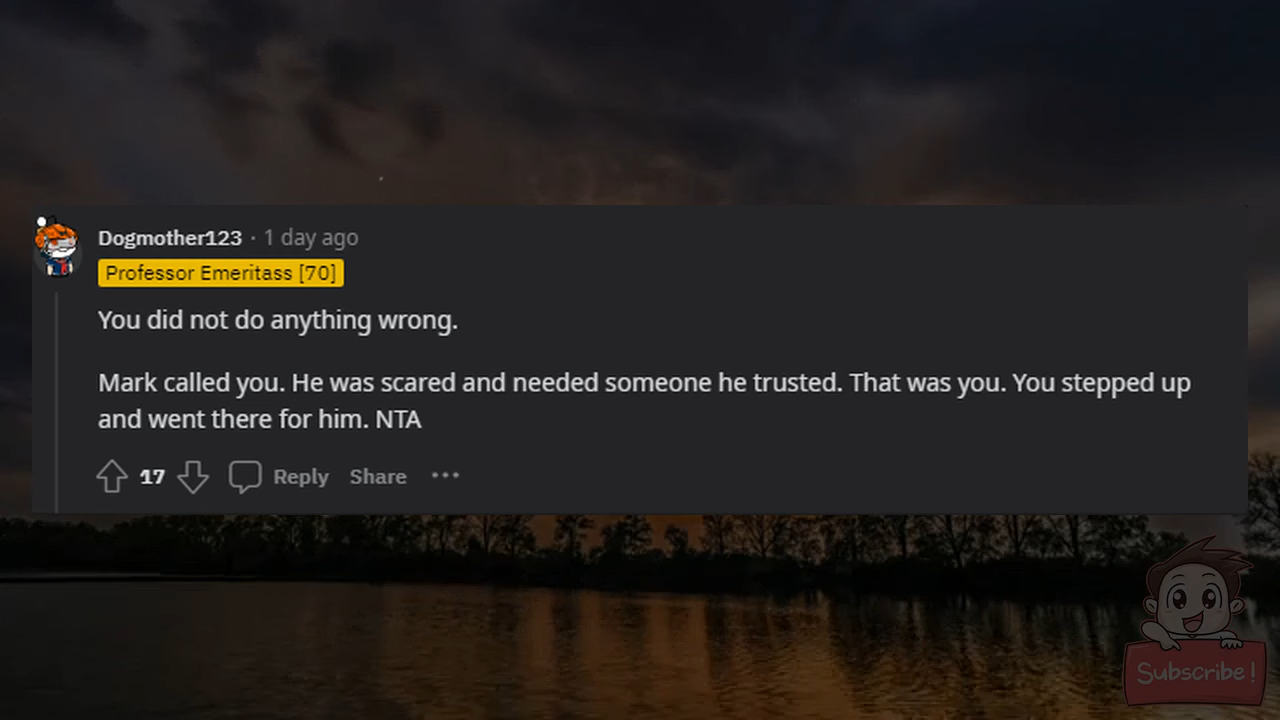 Dogmother123 · 1 day ago
Professor Emeritass [70]
You did not do anything wrong.
Mark called you. He was scared and needed someone he trusted. That was you. You stepped up
and went there for him. NTA
17 Reply Share ···
Subscribe!